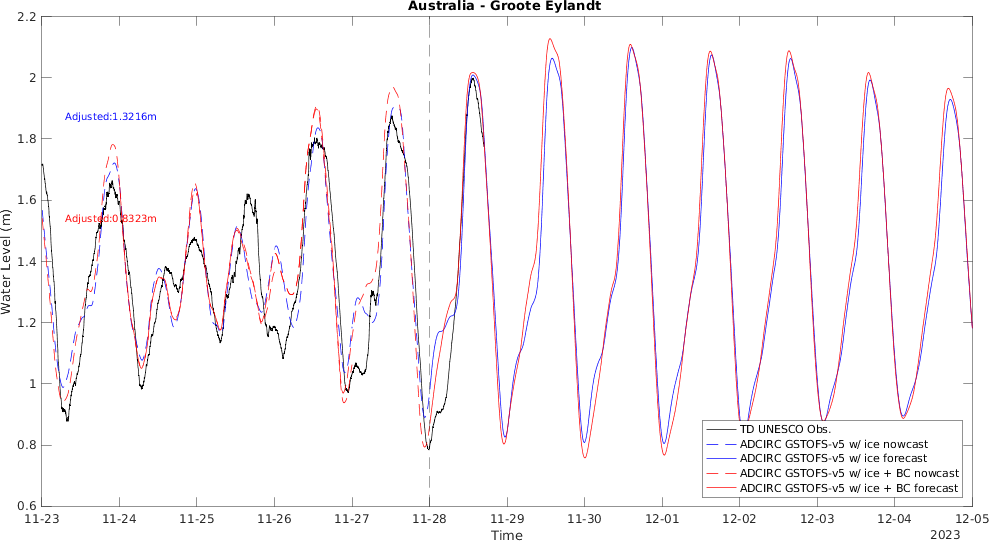 Australia - Groote Eylandt
2.2
2
1.8
1.6
1.4
1.2
1
0.8
0.6
Water Level (m)
Adjusted:1.3216m
Adjusted:0.8323m
TD UNESCO Obs.
ADCIRC GSTOFS-v5 w/ ice nowcast
ADCIRC GSTOFS-v5 w/ ice forecast
ADCIRC GSTOFS-v5 w/ ice + BC nowcast
ADCIRC GSTOFS-v5 w/ ice + BC forecast
11-23 11-24 11-25 11-26 11-27 11-28 11-29 11-30 12-01 12-02 12-03 12-04 12-05
Time
2023